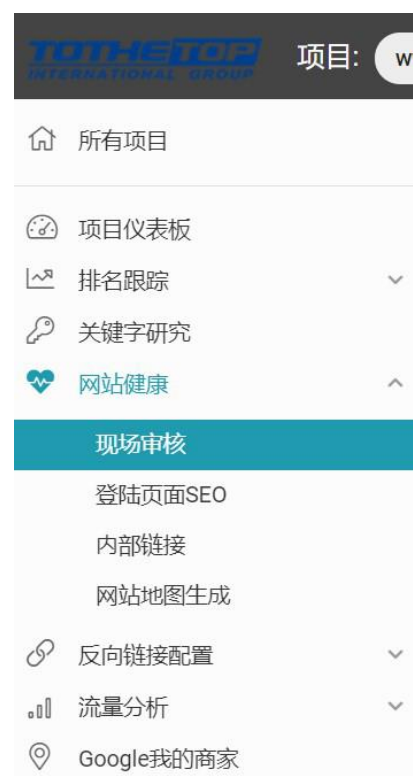 TOTHETOP
INTERNATIONAL GROUP
项目: w
所有项目
项目仪表板
排名跟踪
关键字研究
网站健康
现场审核
登陆页面SEO
内部链接
网站地图生成
反向链接配置
流量分析
Google我的商家